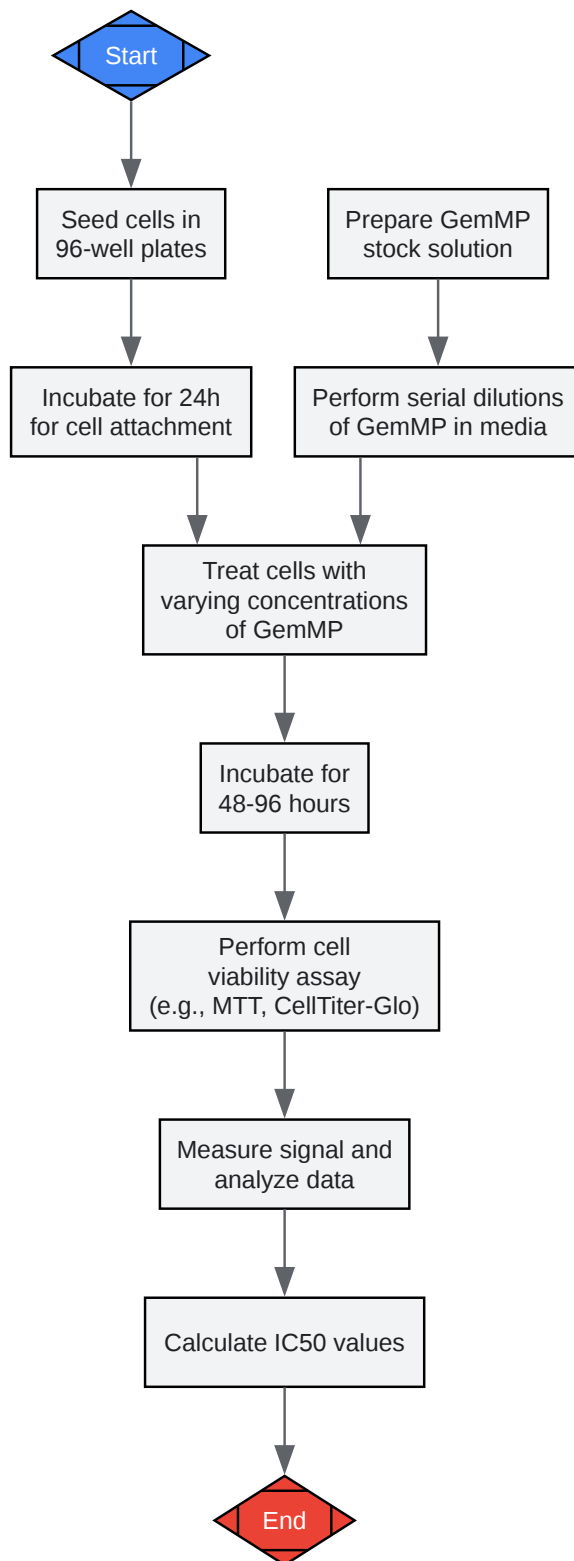 Start
Seed cells in
96-well plates
Prepare GemMP
stock solution
Incubate for 24h
for cell attachment
Perform serial dilutions
of GemMP in media
Treat cells with
varying concentrations
of GemMP
Incubate for
48-96 hours
Perform cell
viability assay
(e.g., MTT, CellTiter-Glo)
Measure signal and
analyze data
Calculate IC50 values
End